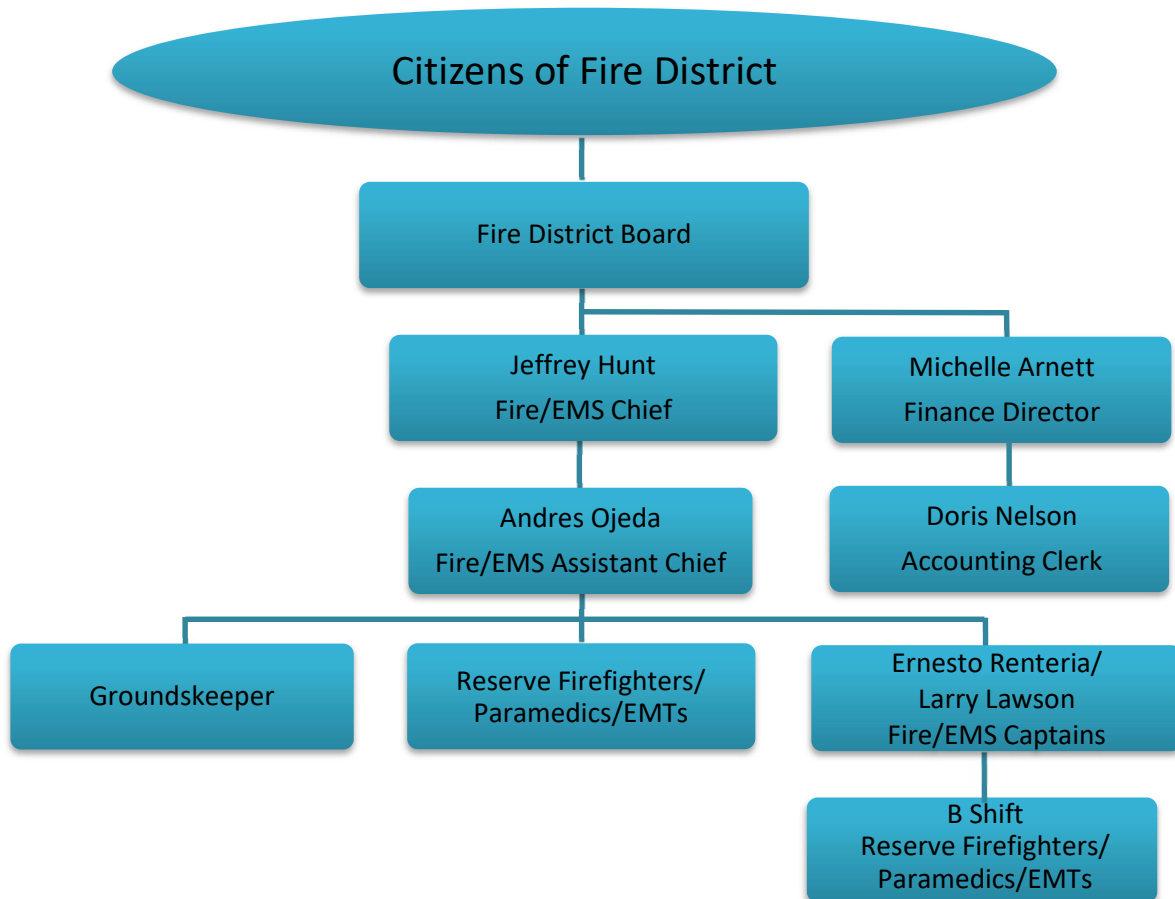 Citizens of Fire District
Fire District Board
Jeffrey Hunt
Fire/EMS Chief
Michelle Arnett
Finance Director
Andres Ojeda
Fire/EMS Assistant Chief
Doris Nelson
Accounting Clerk
Groundskeeper
Reserve Firefighters/
Paramedics/EMTs
Ernesto Renteria/
Larry Lawson
Fire/EMS Captains
B Shift
Reserve Firefighters/
Paramedics/EMTs